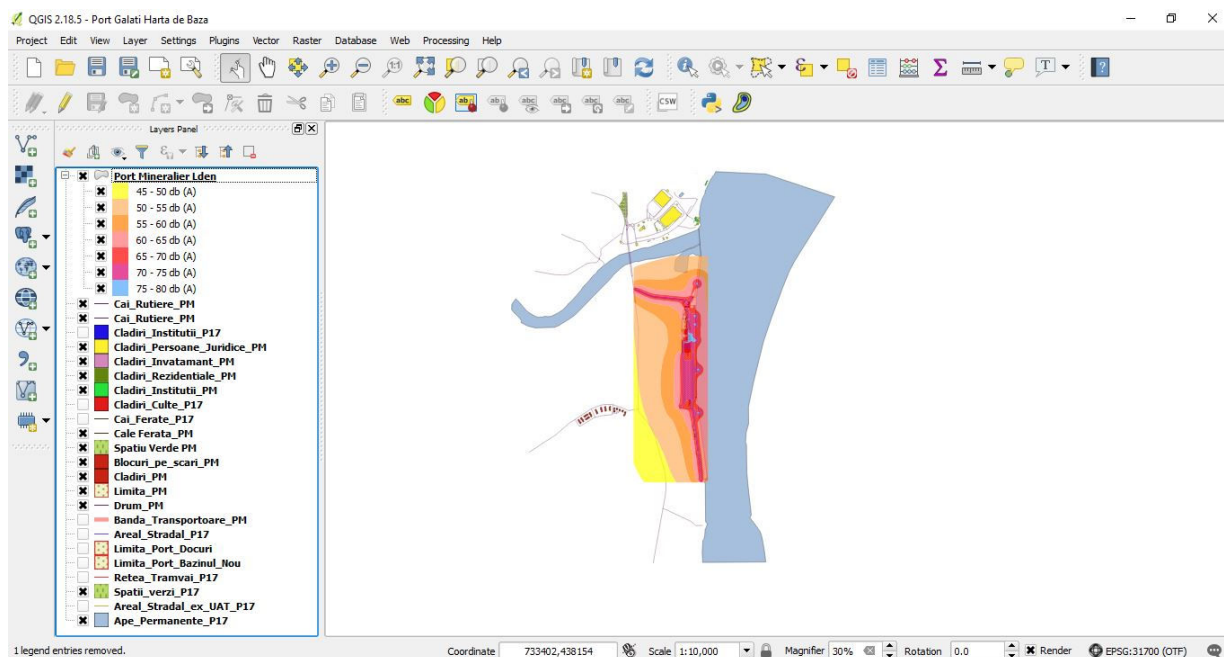 QGIS 2.18.5 - Port Galati Harta de Baza
Project Edit View Layer Settings Plugins Vector Raster Database Web Processing Help
Layers Panel
Port Mineralier Lden
45 - 50 db (A)
50 - 55 db (A)
55 - 60 db (A)
60 - 65 db (A)
65 - 70 db (A)
70 - 75 db (A)
75 - 80 db (A)
Cai_Rutiere_PM
Cai_Rutiere_PM
Cladiri_Institutii_P17
Cladiri_Persoane_Juridice_PM
Cladiri_Invatamant_PM
Cladiri_Rezidentiale_PM
Cladiri_Institutii_PM
Cladiri_Culte_P17
Cai_Ferate_P17
Cale Ferata_PM
Spatiu Verde PM
Blocuri_pe_scari_PM
Cladiri_PM
Limita_PM
Drum_PM
Banda_Transportoare_PM
Areal_Stradal_P17
Limita_Port_Docuri
Limita_Port_Bazinul_Nou
Retea_Tramvai_P17
Spatii_verzi_P17
Areal_Stradal_ex_UAT_P17
Ape_Permanente_P17
1 legend entries removed. Coordinate 733402,438154 Scale 1:10,000 Magnifier 30% Rotation 0.0 Render EPSG:31700 (OTF)